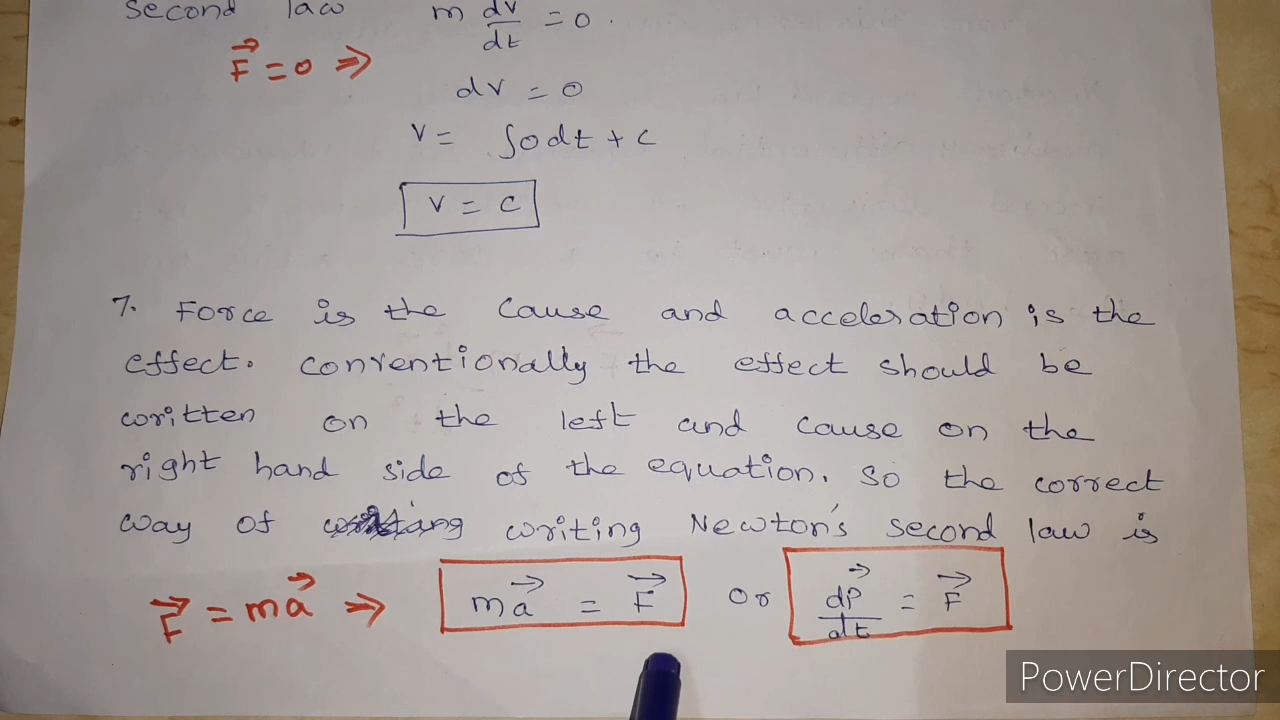 second law m dv/dt = 0.
F⃗ = 0 ⇒
dv = 0
v = ∫0dt + c
v = c
7. Force is the cause and acceleration is the
effect. Conventionally the effect should be
written on the left and cause on the
right hand side of the equation. So the correct
way of writing Newton's second law is
F⃗ = ma⃗ ⇒ ma⃗ = F⃗ or dP⃗/dt = F⃗
PowerDirector